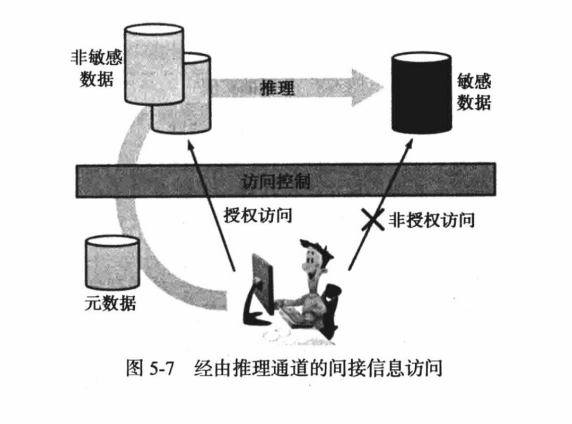 非敏感
数据
推理
敏感
数据
访问控制
授权访问
非授权访问
元数据
图 5-7 经由推理通道的间接信息访问